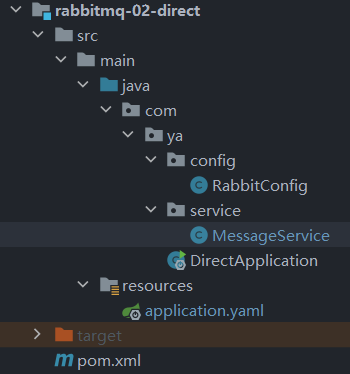 rabbitmq-02-direct
src
main
java
com
ya
config
RabbitConfig
service
MessageService
DirectApplication
resources
application.yaml
target
pom.xml